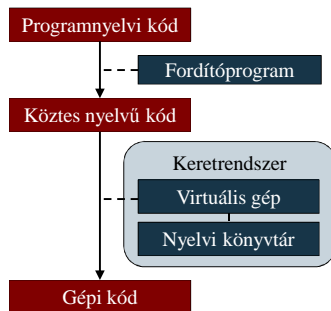 Programnyelvi kód
Fordítóprogram
Köztes nyelvű kód
Keretrendszer
Virtuális gép
Nyelvi könyvtár
Gépi kód